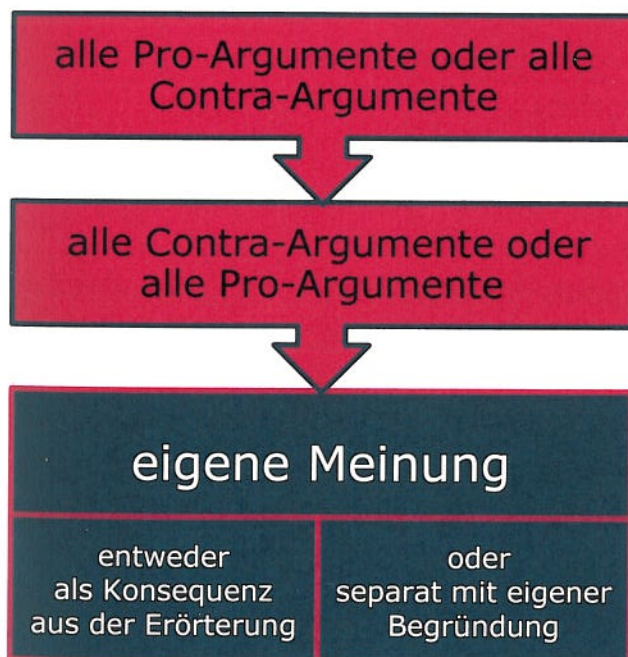 alle Pro-Argumente oder alle
Contra-Argumente
alle Contra-Argumente oder
alle Pro-Argumente
eigene Meinung
entweder
als Konsequenz
aus der Erörterung
oder
separat mit eigener
Begründung